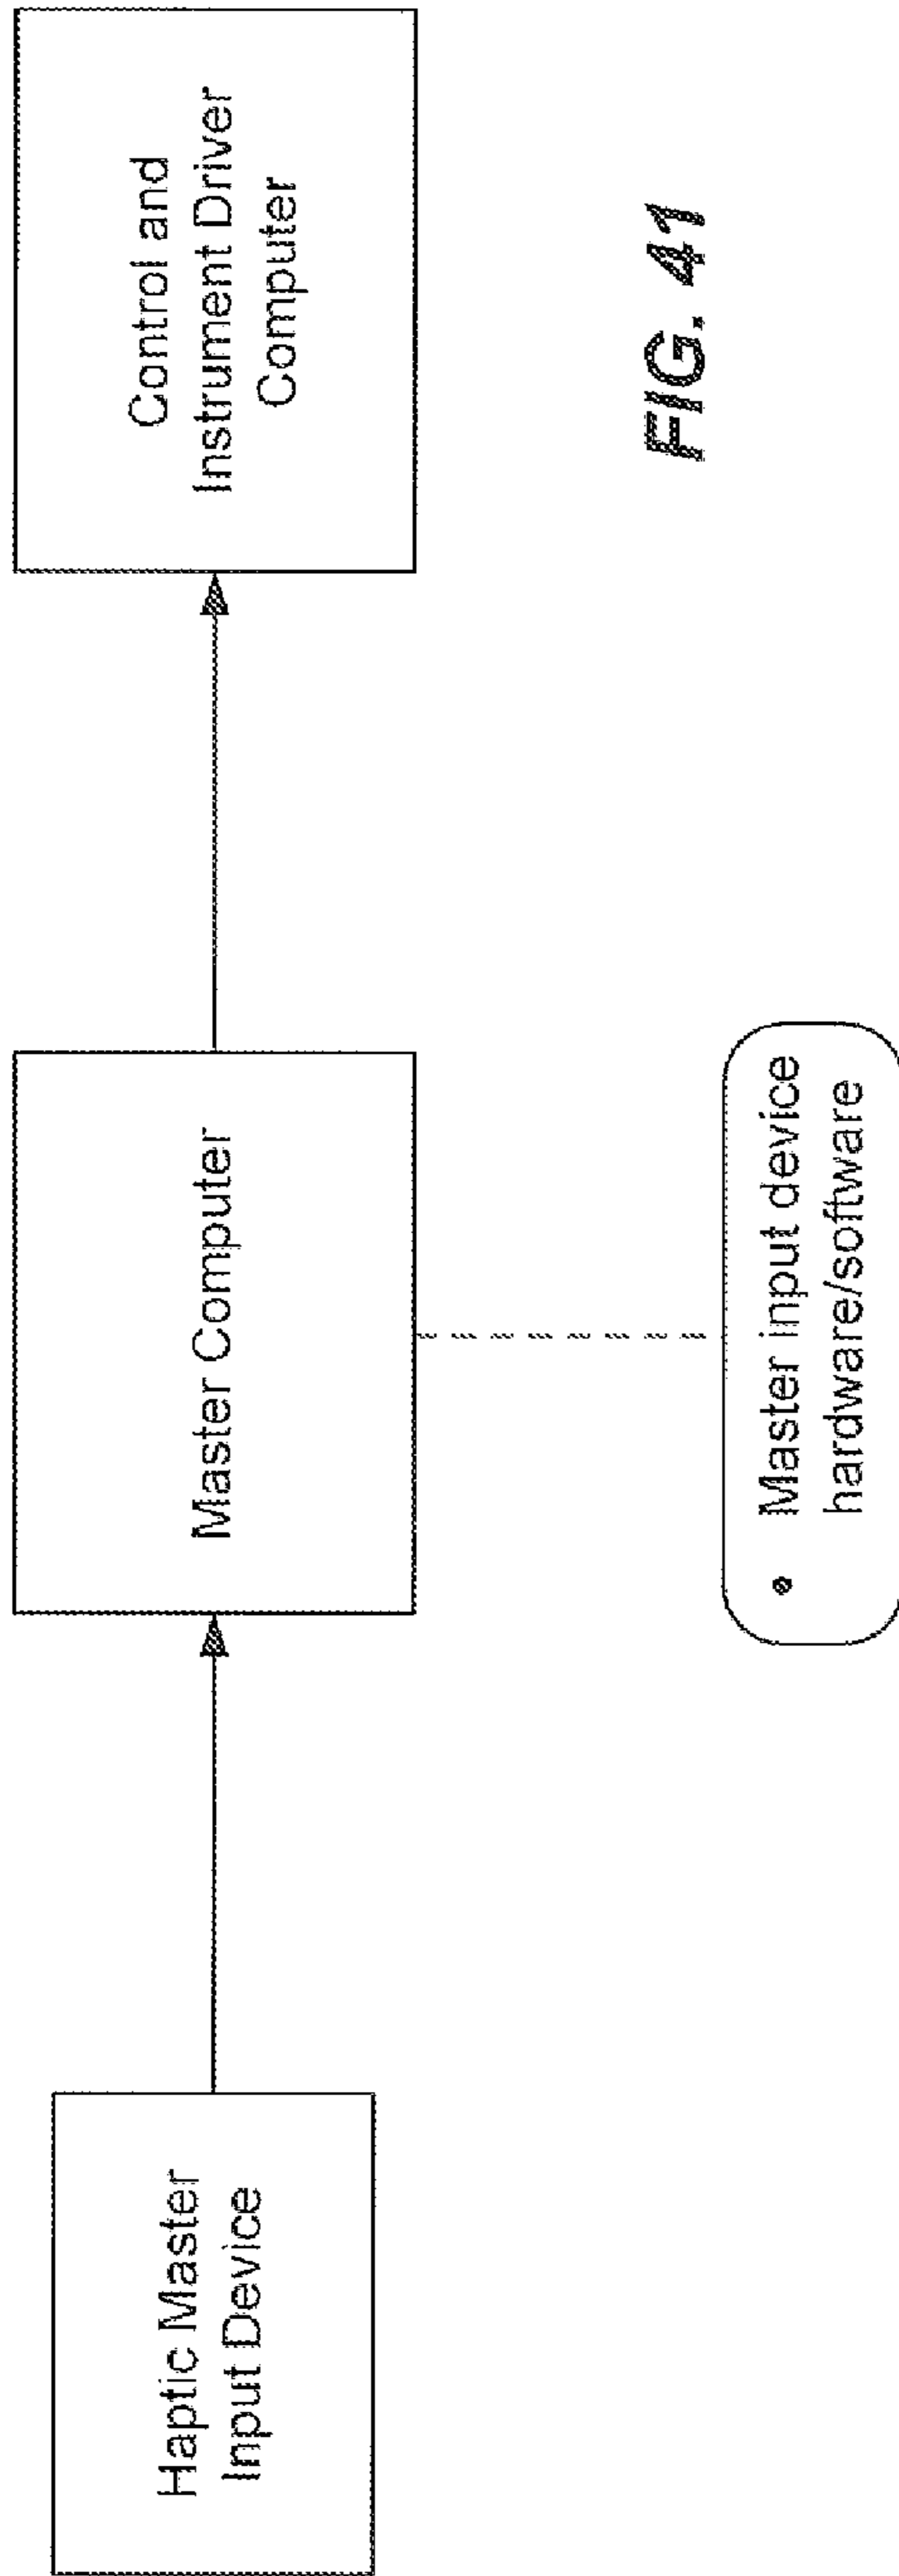 Haptic Master
Input Device
Master Computer
Control and
Instrument Driver
Computer
• Master input device
hardware/software
FIG. 41